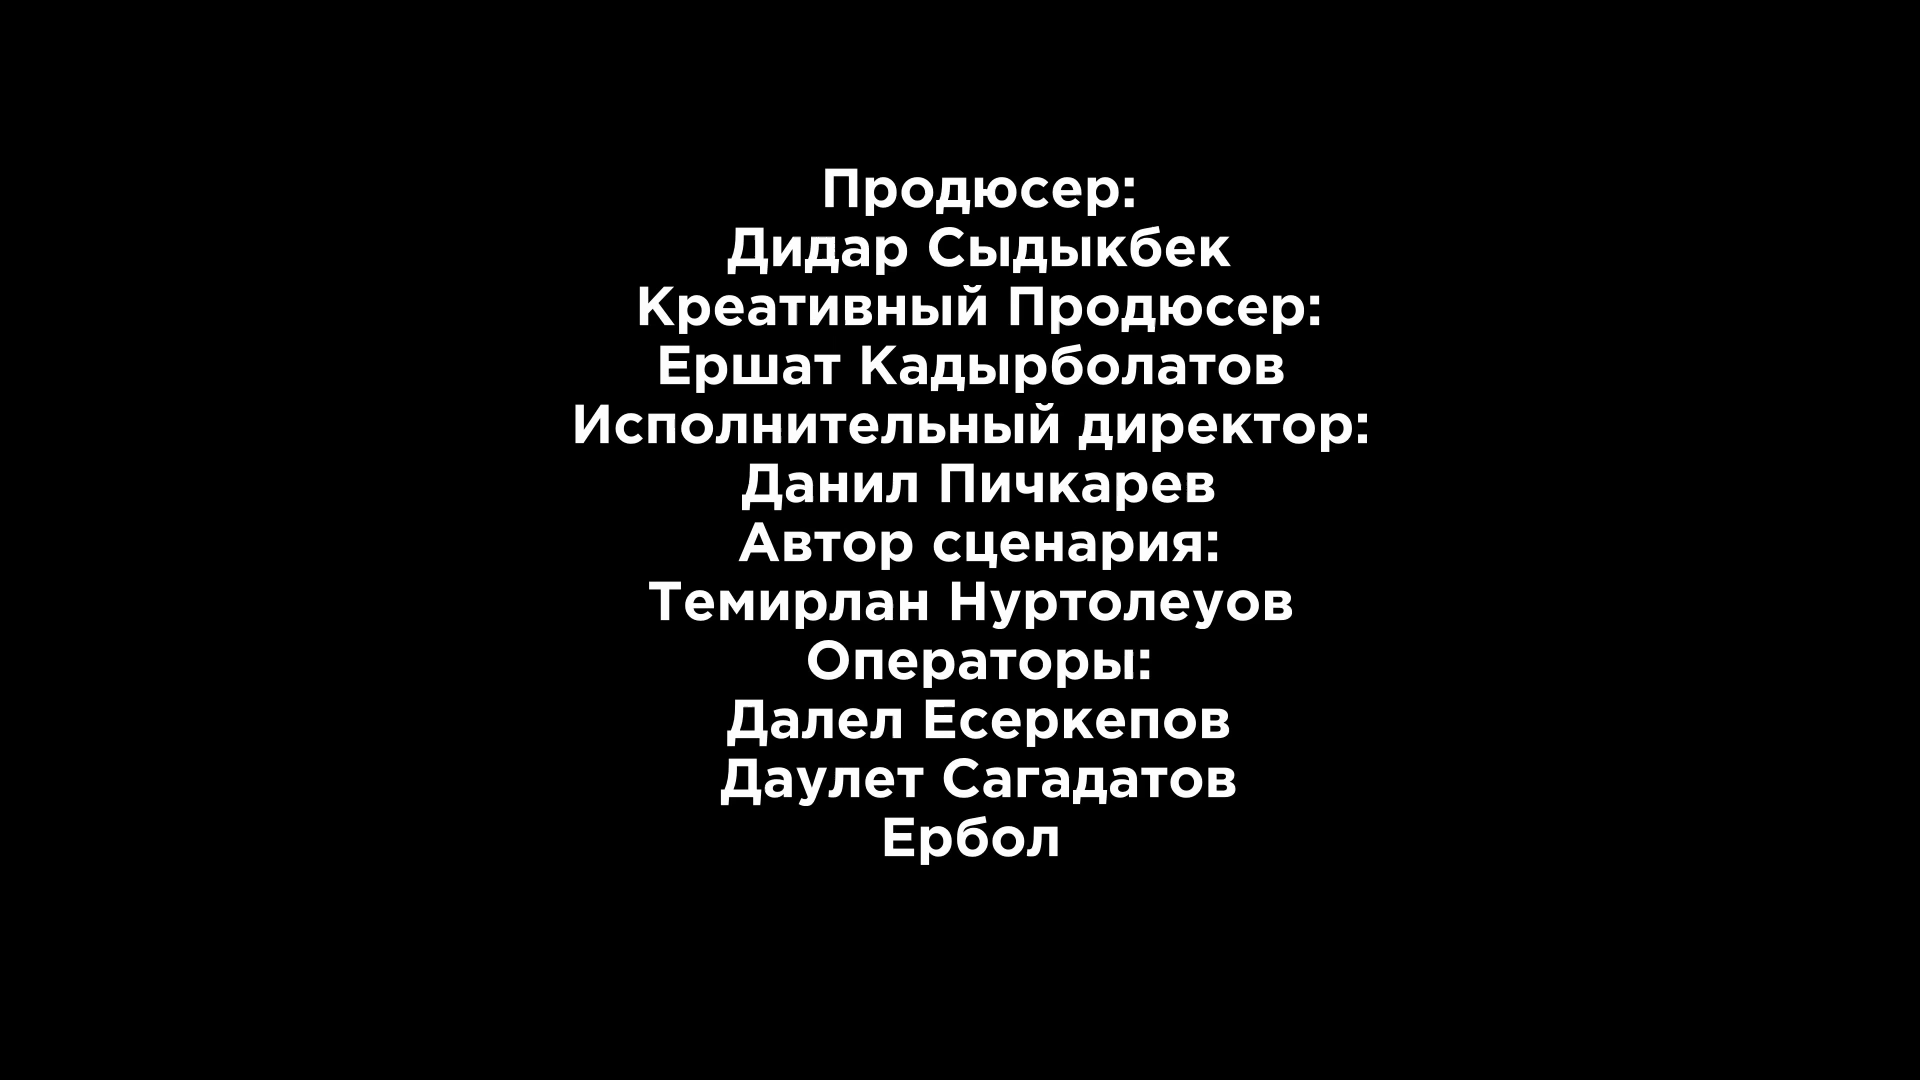 Продюсер:
Дидар Сыдыкбек
Креативный Продюсер:
Ершат Кадырболатов
Исполнительный директор:
Данил Пичкарев
Автор сценария:
Темирлан Нуртолеуов
Операторы:
Далел Есеркепов
Даулет Сагадатов
Ербол